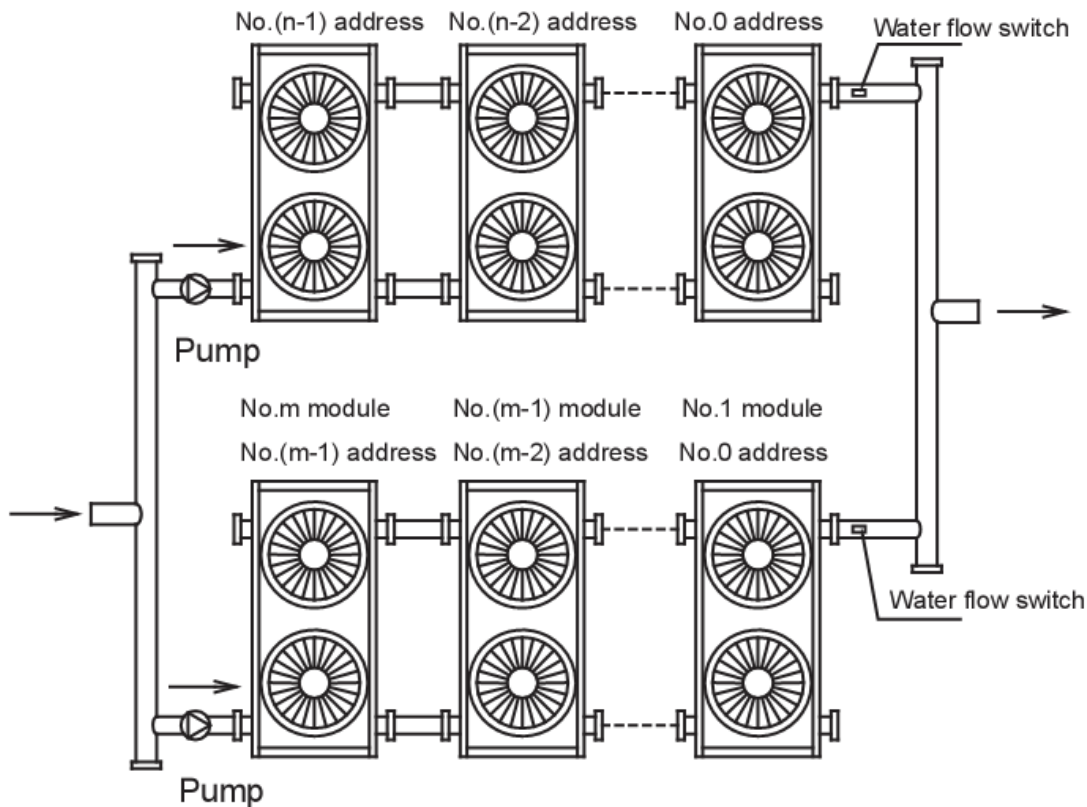 No.(n-1) address
No.(n-2) address
No.0 address
Water flow switch
Pump
No.m module
No.(m-1) module
No.1 module
No.(m-1) address
No.(m-2) address
No.0 address
Water flow switch
Pump